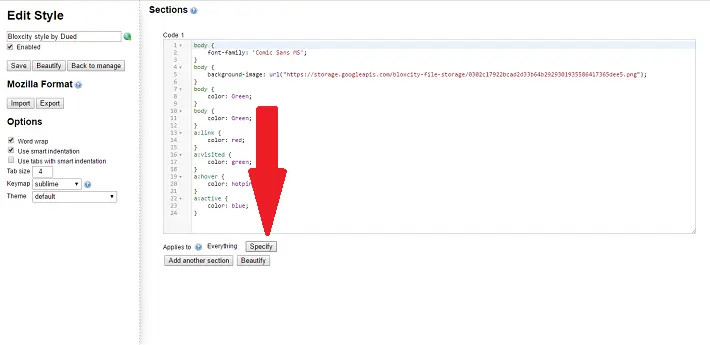 Edit Style
Bloxcity style by Dued
Enabled
Save Beautify Back to manage
Mozilla Format
Import Export
Options
Word wrap
Use smart indentation
Use tabs with smart indentation
Tab size 4
Keymap sublime
Theme default
Sections
Code 1
1 body {
2 font-family: 'Comic Sans MS';
3 }
4 body {
5 background-image: url("https://storage.googleapis.com/bloxcity-file-storage/0302c17922bcad2d33b64b2929301935586417365dee5.png");
6 }
7 body {
8 color: Green;
9 }
10 body {
11 color: Green;
12 }
13 a:link {
14 color: red;
15 }
16 a:visited {
17 color: green;
18 }
19 a:hover {
20 color: hotpin
21 }
22 a:active {
23 color: blue;
24 }
Applies to Everything Specify
Add another section Beautify